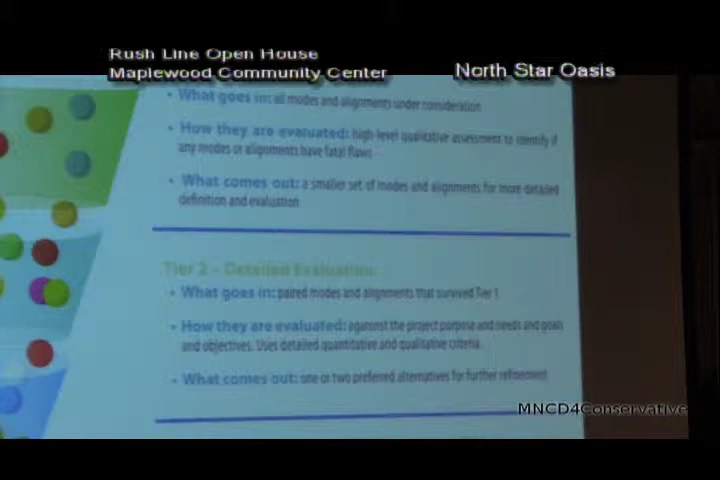 Rush Line Open House
Maplewood Community Center
North Star Oasis
• What goes in: all modes and alignments under consideration
• How they are evaluated: high-level qualitative assessment to identify if
any modes or alignments have fatal flaws
• What comes out: a smaller set of modes and alignments for more detailed
definition and evaluation
Tier 2 – Detailed Evaluation
• What goes in: paired modes and alignments that survived Tier 1
• How they are evaluated: against the project purpose and needs and goals
and objectives. Uses detailed quantitative and qualitative criteria.
• What comes out: one or two preferred alternatives for further refinement
MNCD4Conservative